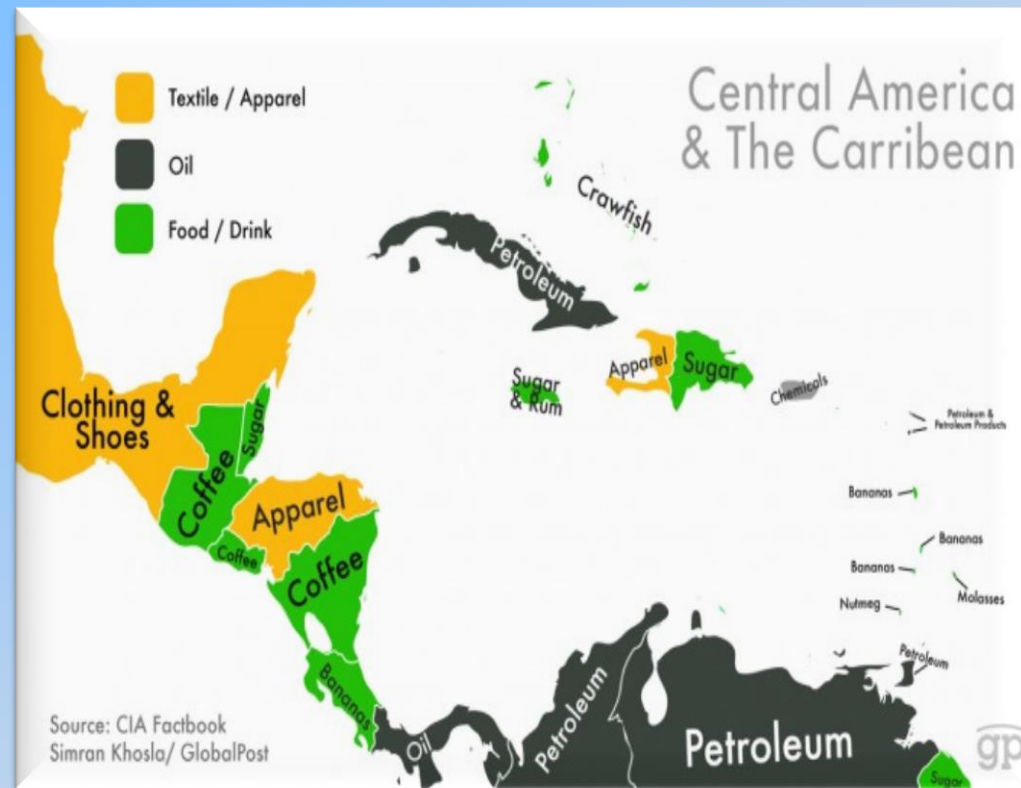 Textile / Apparel
Oil
Food / Drink
Central America
& The Carribean
Crawfish
Petroleum
Apparel
Sugar
Sugar
& Rum
Chemicals
Petroleum &
Petroleum Products
Clothing &
Shoes
Sugar
Coffee
Apparel
Coffee
Coffee
Bananas
Bananas
Bananas
Molasses
Nutmeg
Petroleum
Bananas
Oil
Petroleum
Petroleum
Sugar
Source: CIA Factbook
Simran Khosla/ GlobalPost
gp